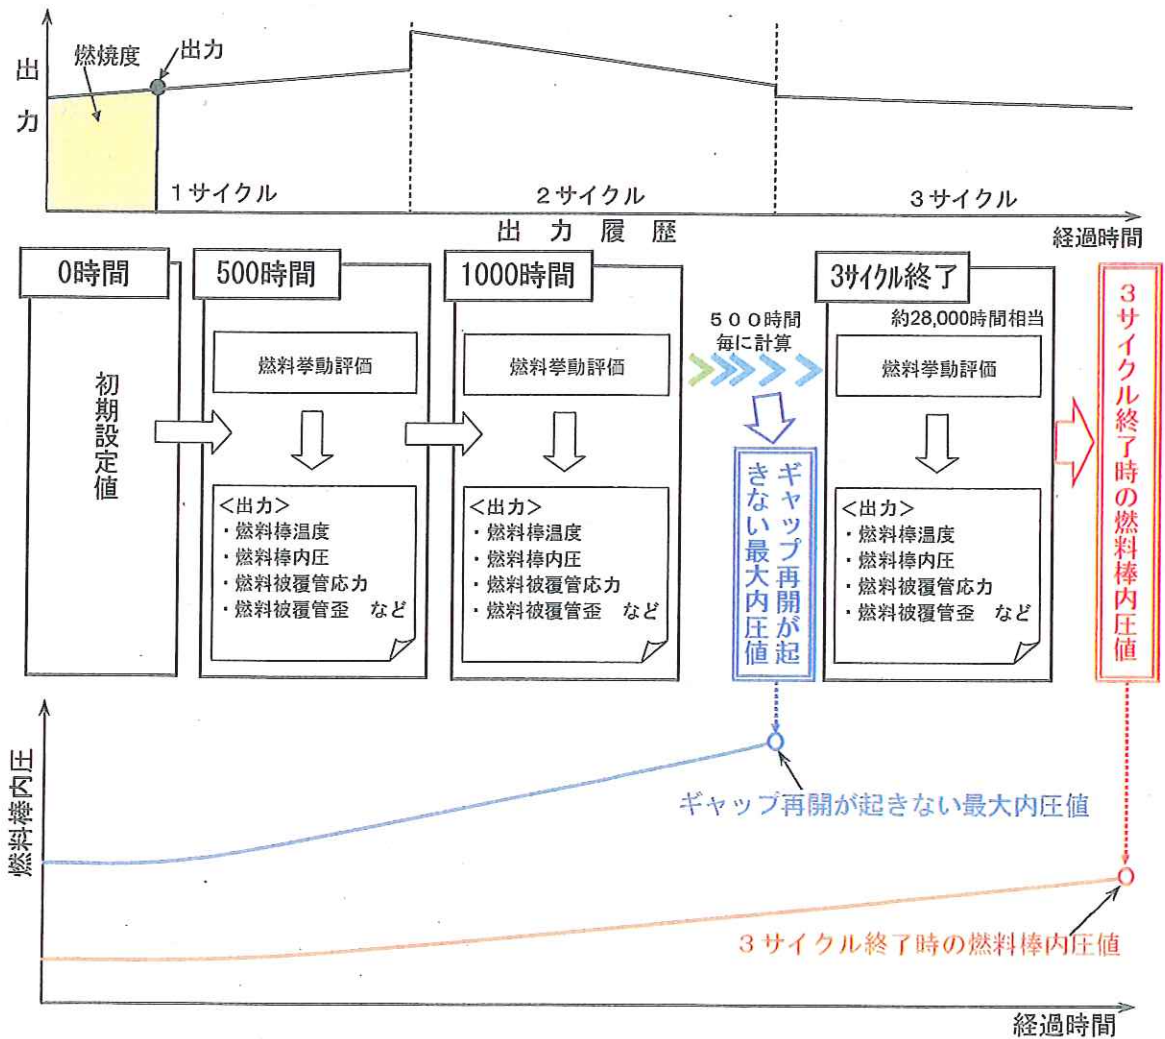 燃焼度
出力
出力
1サイクル
2サイクル
3サイクル
出力履歴
経過時間
0時間
500時間
1000時間
3サイクル終了
初期設定値
燃料挙動評価
<出力>
・燃料棒温度
・燃料棒内圧
・燃料被覆管応力
・燃料被覆管歪　など
燃料挙動評価
<出力>
・燃料棒温度
・燃料棒内圧
・燃料被覆管応力
・燃料被覆管歪　など
500時間
毎に計算
ギャップ再開が起
きない最大内圧値
約28,000時間相当
燃料挙動評価
<出力>
・燃料棒温度
・燃料棒内圧
・燃料被覆管応力
・燃料被覆管歪　など
3サイクル終了時の燃料棒内圧値
燃料棒内圧
ギャップ再開が起きない最大内圧値
3サイクル終了時の燃料棒内圧値
経過時間